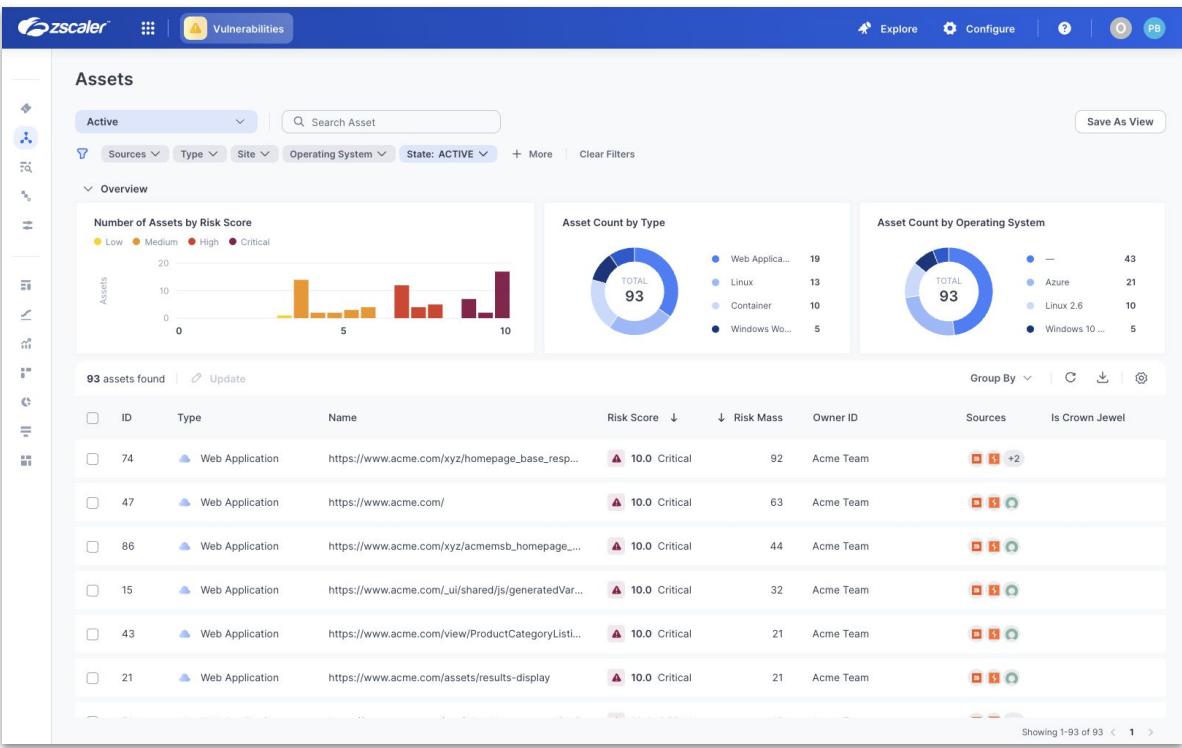 zscaler Vulnerabilities Explore Configure ? O PB
Assets
Active Search Asset Save As View
Sources Type Site Operating System State: ACTIVE + More Clear Filters
Overview
Number of Assets by Risk Score
Low Medium High Critical
Assets
20
10
0
0 5 10
Asset Count by Type
TOTAL
93
Web Applica... 19
Linux 13
Container 10
Windows Wo... 5
Asset Count by Operating System
TOTAL
93
— 43
Azure 21
Linux 2.6 10
Windows 10 ... 5
93 assets found Update Group By
ID Type Name Risk Score ↓ ↓ Risk Mass Owner ID Sources Is Crown Jewel
74 Web Application https://www.acme.com/xyz/homepage_base_resp... 10.0 Critical 92 Acme Team +2
47 Web Application https://www.acme.com/ 10.0 Critical 63 Acme Team
86 Web Application https://www.acme.com/xyz/acmemsb_homepage_... 10.0 Critical 44 Acme Team
15 Web Application https://www.acme.com/_ui/shared/js/generatedVar... 10.0 Critical 32 Acme Team
43 Web Application https://www.acme.com/view/ProductCategoryListi... 10.0 Critical 21 Acme Team
21 Web Application https://www.acme.com/assets/results-display 10.0 Critical 21 Acme Team
Showing 1-93 of 93 < 1 >